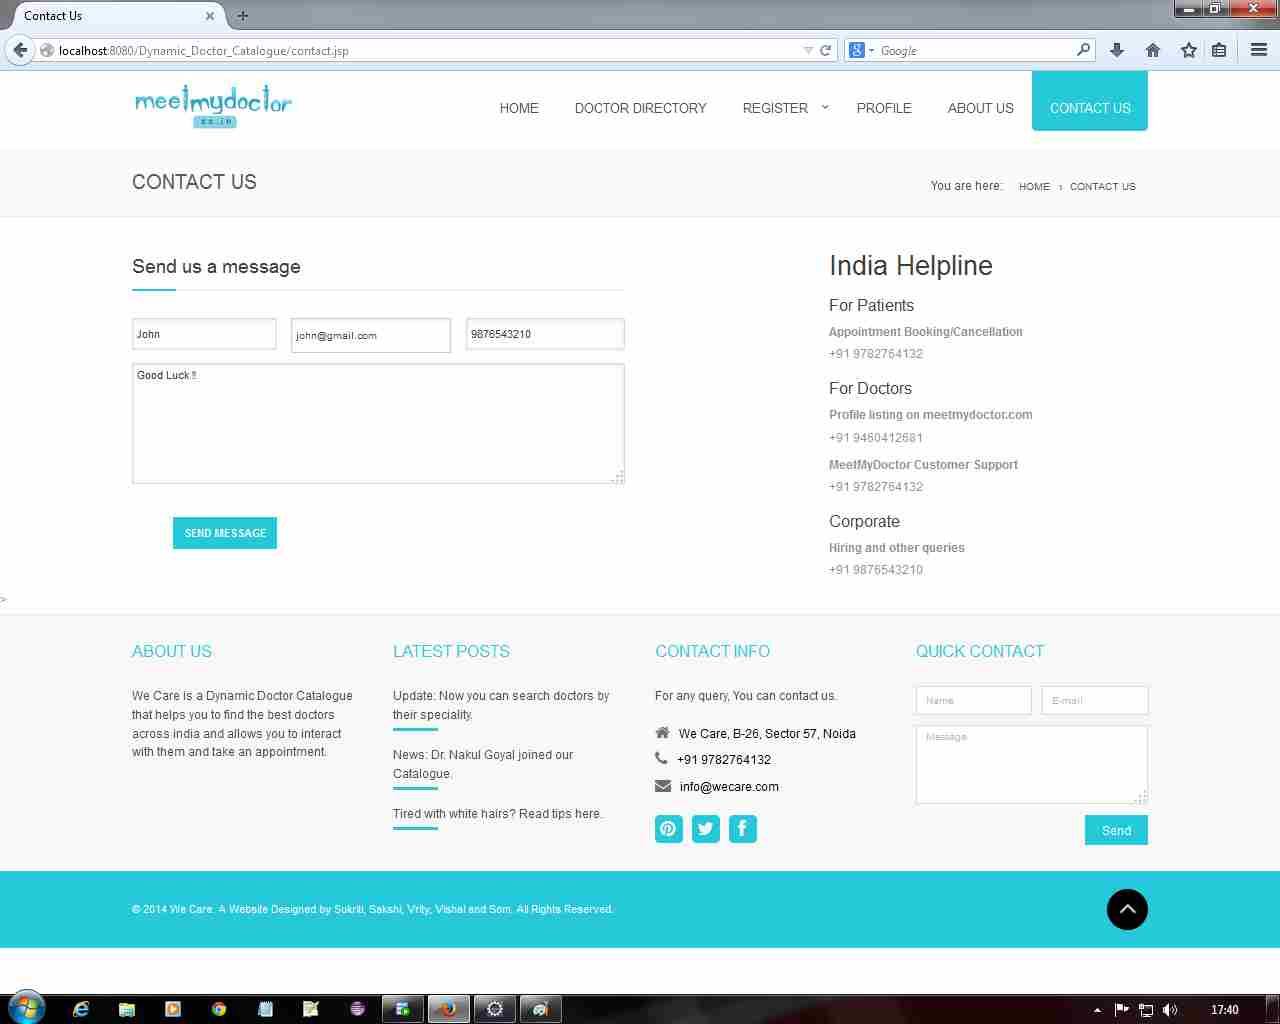 Contact Us
localhost:8080/Dynamic_Doctor_Catalogue/contact.jsp
Google
meetmydoctor
co.in
HOME
DOCTOR DIRECTORY
REGISTER
PROFILE
ABOUT US
CONTACT US
CONTACT US
You are here: HOME › CONTACT US
Send us a message
John
john@gmail.com
9876543210
Good Luck !!
SEND MESSAGE
India Helpline
For Patients
Appointment Booking/Cancellation
+91 9782764132
For Doctors
Profile listing on meetmydoctor.com
+91 9460412681
MeetMyDoctor Customer Support
+91 9782764132
Corporate
Hiring and other queries
+91 9876543210
>
ABOUT US
We Care is a Dynamic Doctor Catalogue
that helps you to find the best doctors
across india and allows you to interact
with them and take an appointment.
LATEST POSTS
Update: Now you can search doctors by
their speciality.
News: Dr. Nakul Goyal joined our
Catalogue.
Tired with white hairs? Read tips here.
CONTACT INFO
For any query, You can contact us.
We Care, B-26, Sector 57, Noida
+91 9782764132
info@wecare.com
QUICK CONTACT
Name
E-mail
Message
Send
© 2014 We Care. A Website Designed by Sukriti, Sakshi, Vrity, Vishal and Som. All Rights Reserved.
17:40